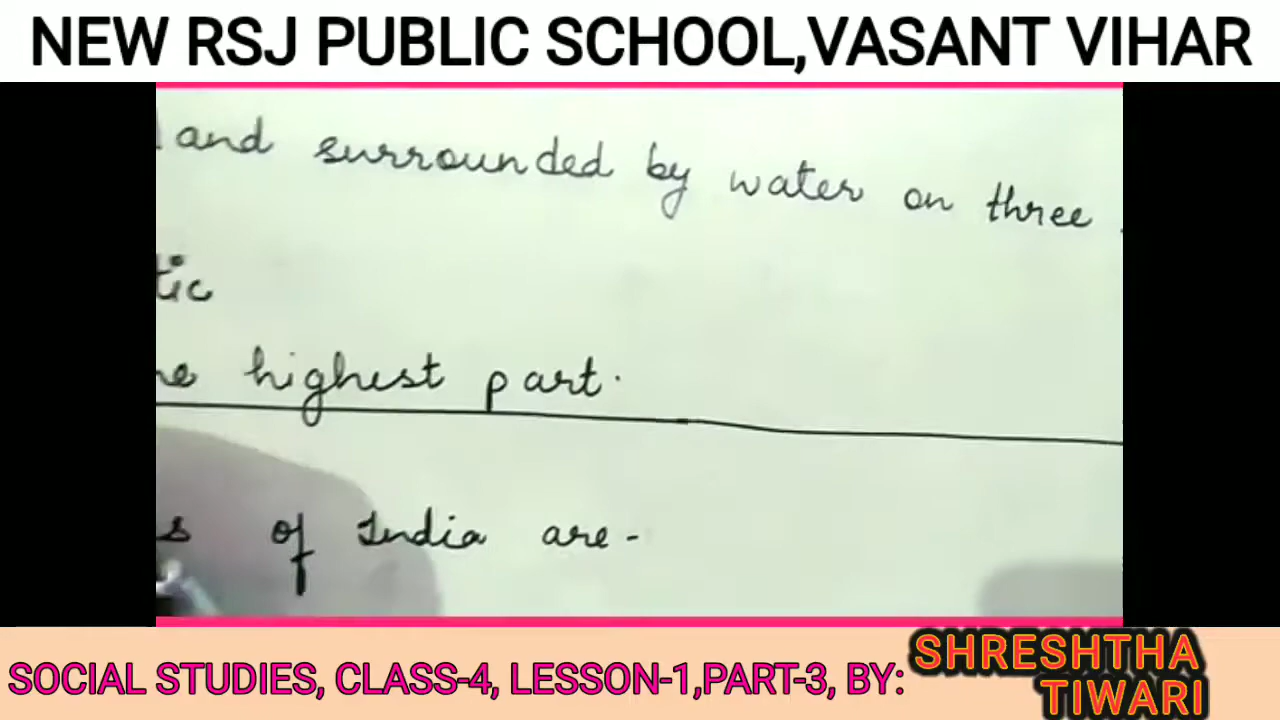 NEW RSJ PUBLIC SCHOOL,VASANT VIHAR
and surrounded by water on three
tic
highest part.
s of India are-
SOCIAL STUDIES, CLASS-4, LESSON-1,PART-3, BY: SHRESHTHA
TIWARI